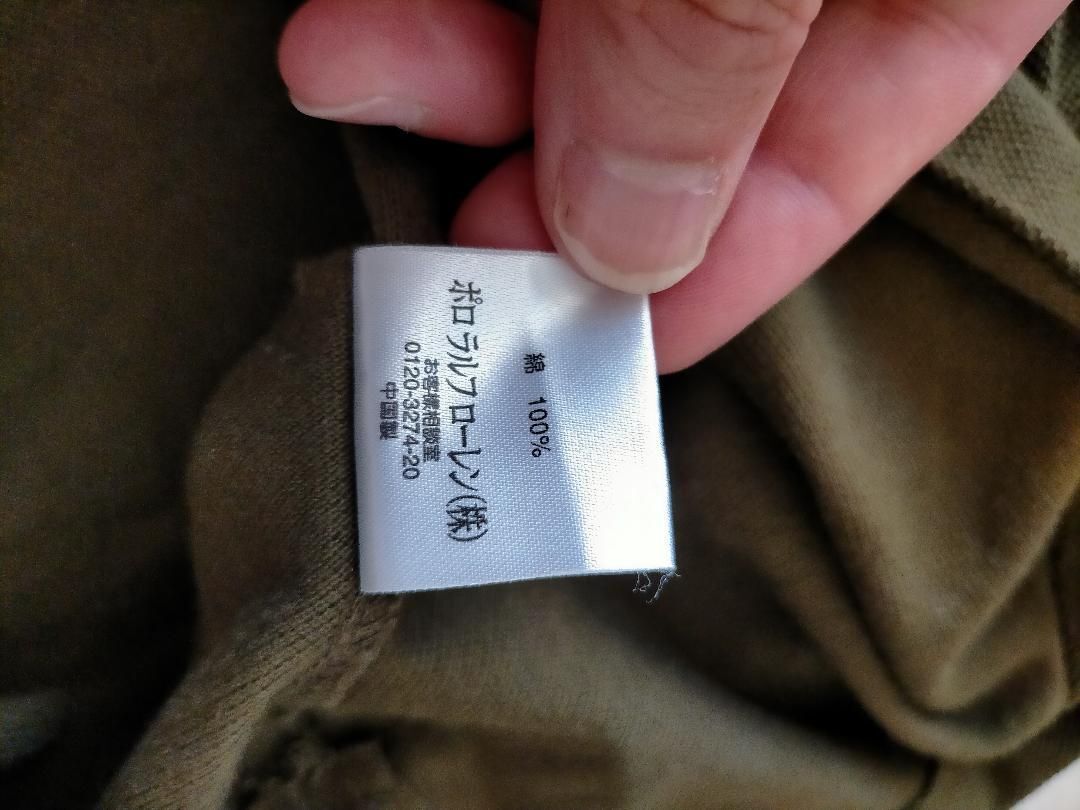 綿 100%
ポロ ラルフローレン(株)
お客様相談室
0120-3274-20
中国製